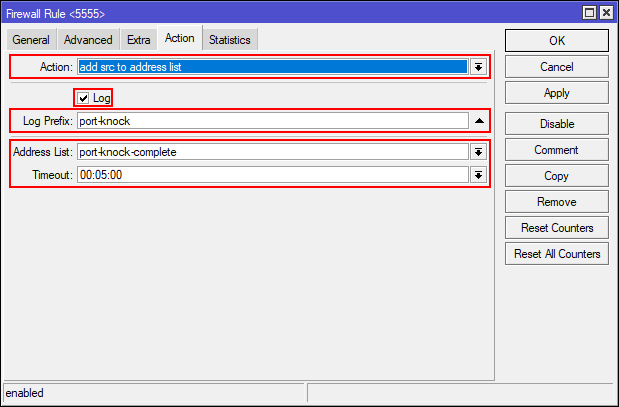 Firewall Rule <5555>
General Advanced Extra Action Statistics
Action: add src to address list
Log
Log Prefix: port-knock
Address List: port-knock-complete
Timeout: 00:05:00
OK
Cancel
Apply
Disable
Comment
Copy
Remove
Reset Counters
Reset All Counters
enabled